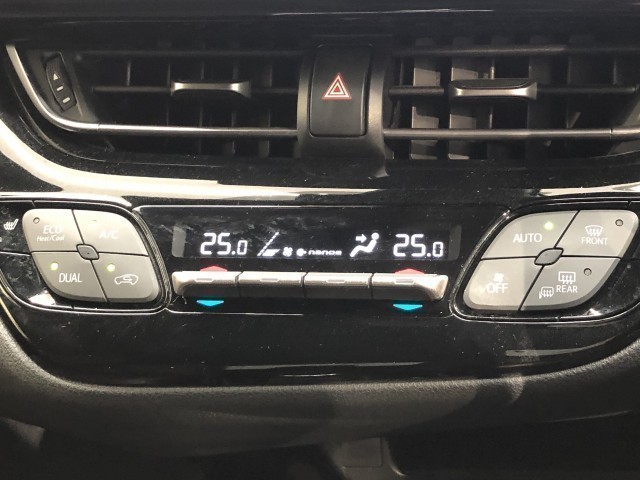 25.0 nanoe 25.0
ECO
Heat/Cool
A/C
DUAL
AUTO
FRONT
OFF
REAR